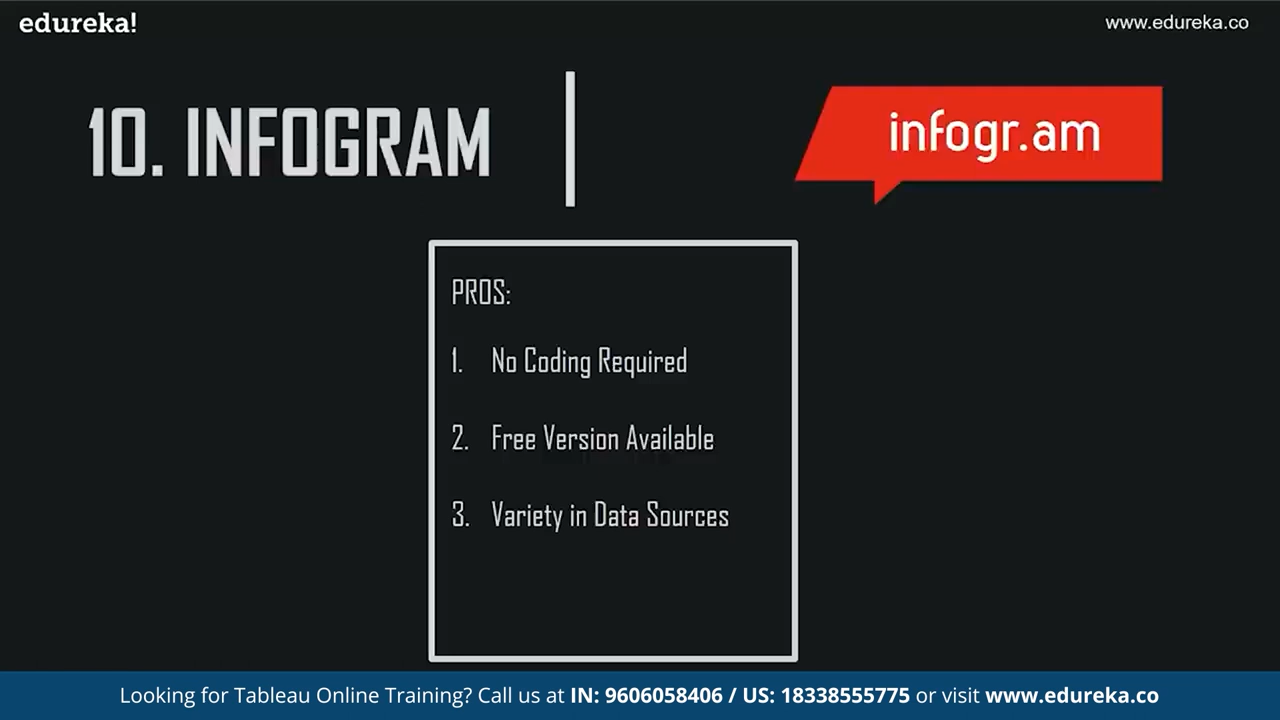 edureka!
www.edureka.co
10. INFOGRAM
infogr.am
PROS:
1. No Coding Required
2. Free Version Available
3. Variety in Data Sources
Looking for Tableau Online Training? Call us at IN: 9606058406 / US: 18338555775 or visit www.edureka.co